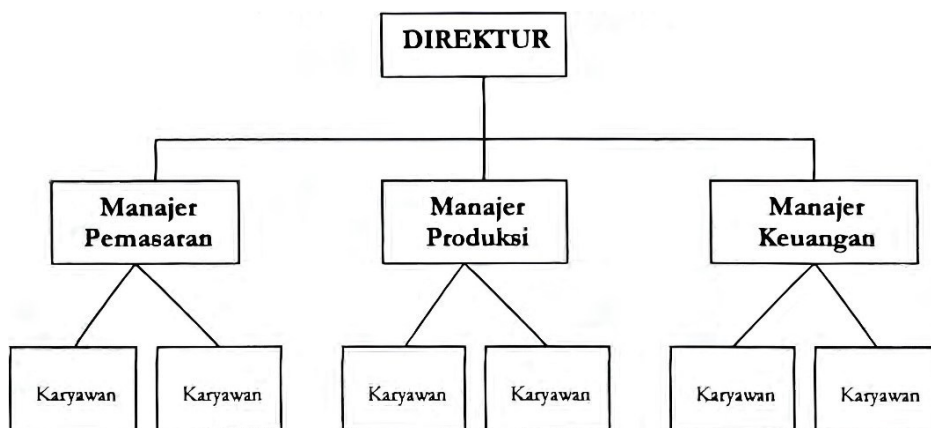 DIREKTUR
Manajer
Pemasaran
Manajer
Produksi
Manajer
Keuangan
Karyawan
Karyawan
Karyawan
Karyawan
Karyawan
Karyawan